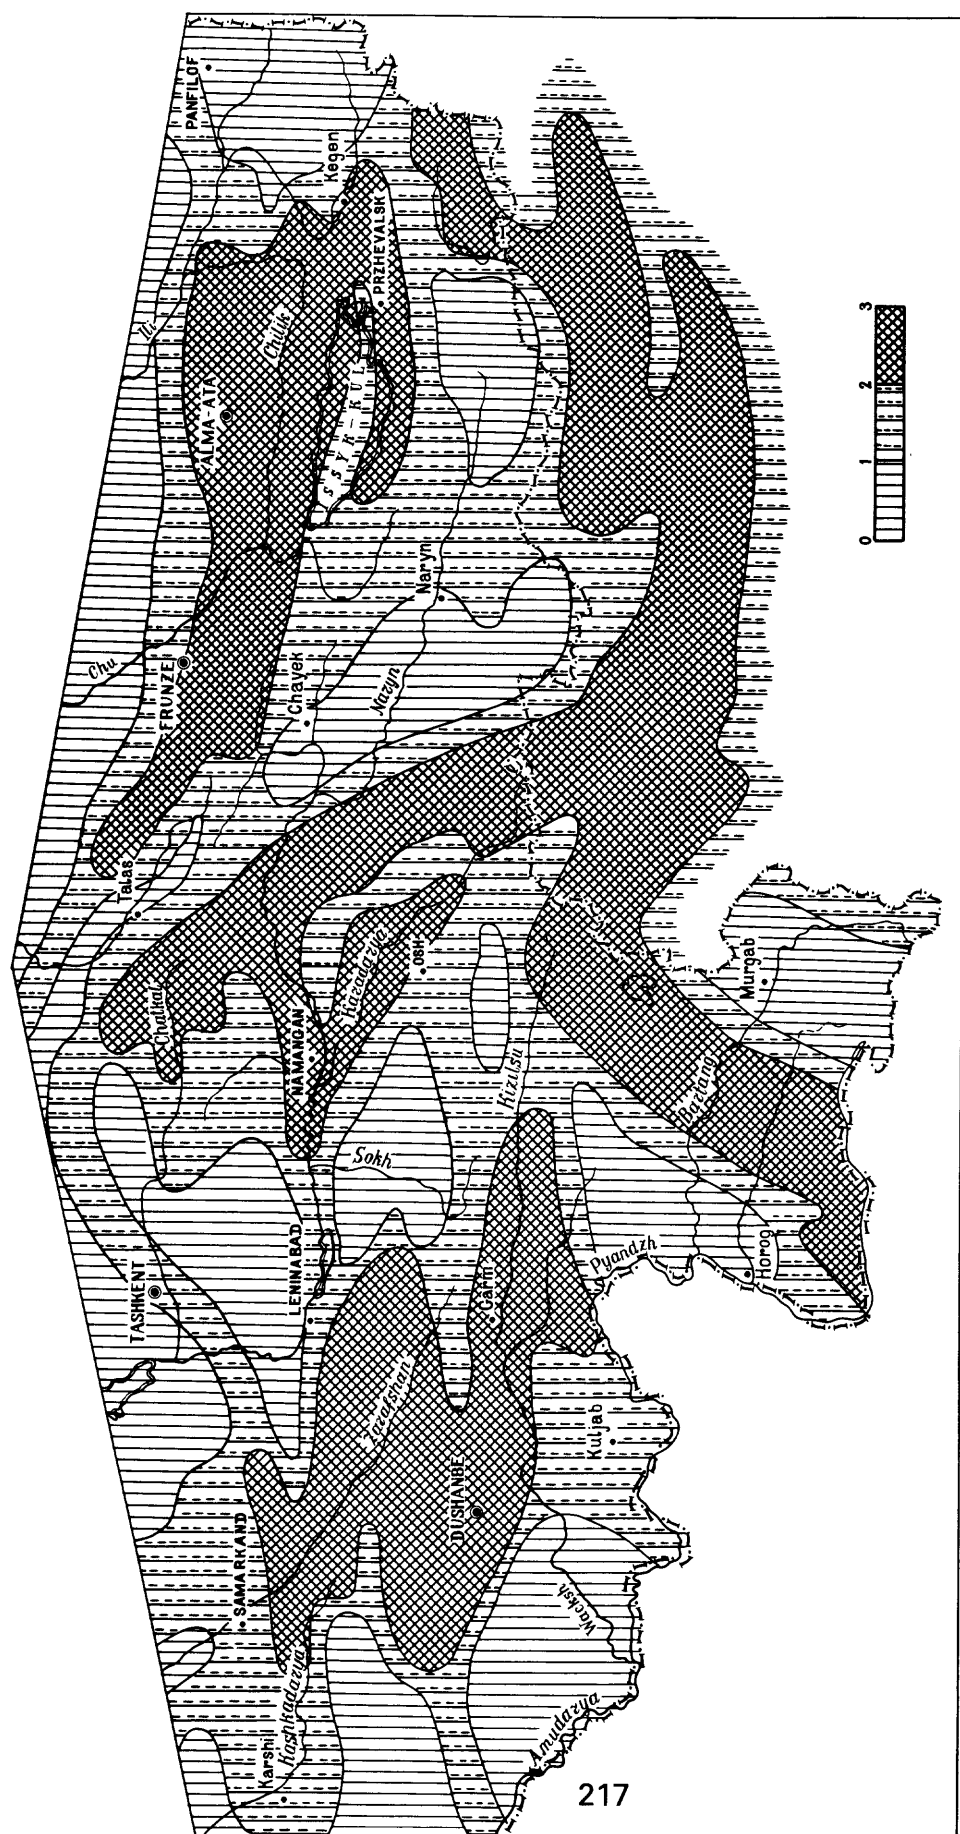 PANFILOF
Kegen
PRZHEVALSK
Ili
Chilik
ALMA-ATA
ISSYK-KUL
Naryn
Chu
FRUNZE
Chayek
Naryn
Talas
Chatkal
NAMANGAN
Karadarya
OSH
Kizilsu
Murgab
Bartang
Sokh
LENINABAD
TASHKENT
Garm
Pyandzh
Horog
Zarafshan
Kuljab
DUSHANBE
SAMARKAND
Wacksh
Karshi
Kashkadarya
Amudarya
0 1 2 3
217